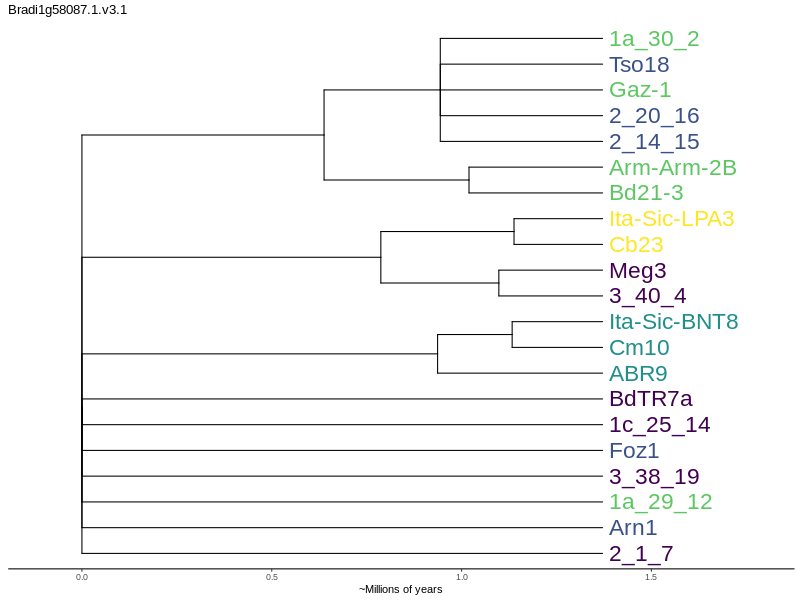 Bradi1g58087.1.v3.1
1a_30_2
Tso18
Gaz-1
2_20_16
2_14_15
Arm-Arm-2B
Bd21-3
Ita-Sic-LPA3
Cb23
Meg3
3_40_4
Ita-Sic-BNT8
Cm10
ABR9
BdTR7a
1c_25_14
Foz1
3_38_19
1a_29_12
Arn1
2_1_7
0.0 0.5 1.0 1.5
~Millions of years